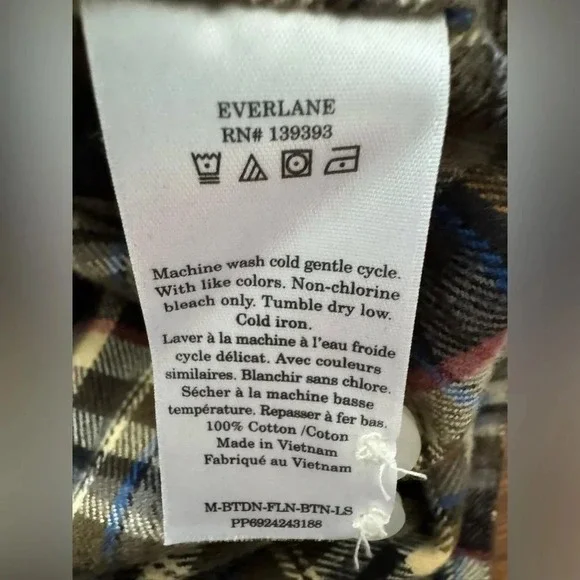 EVERLANE
RN# 139393
Machine wash cold gentle cycle.
With like colors. Non-chlorine
bleach only. Tumble dry low.
Cold iron.
Laver à la machine à l'eau froide
cycle délicat. Avec couleurs
similaires. Blanchir sans chlore.
Sécher à la machine basse
température. Repasser à fer bas.
100% Cotton /Coton
Made in Vietnam
Fabriqué au Vietnam
M-BTDN-FLN-BTN-LS
PP6924243188